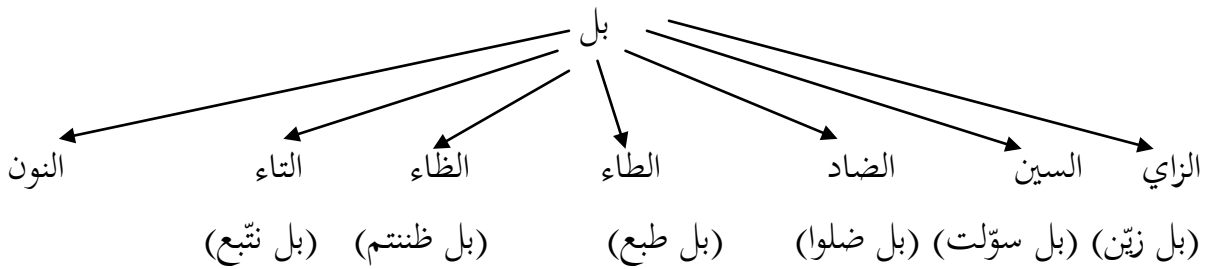 بل
الزاي السين الضاد الطاء الظاء التاء النون
(بل زيّن) (بل سوّلت) (بل ضلوا) (بل طبع) (بل ظننتم) (بل نتّبع)